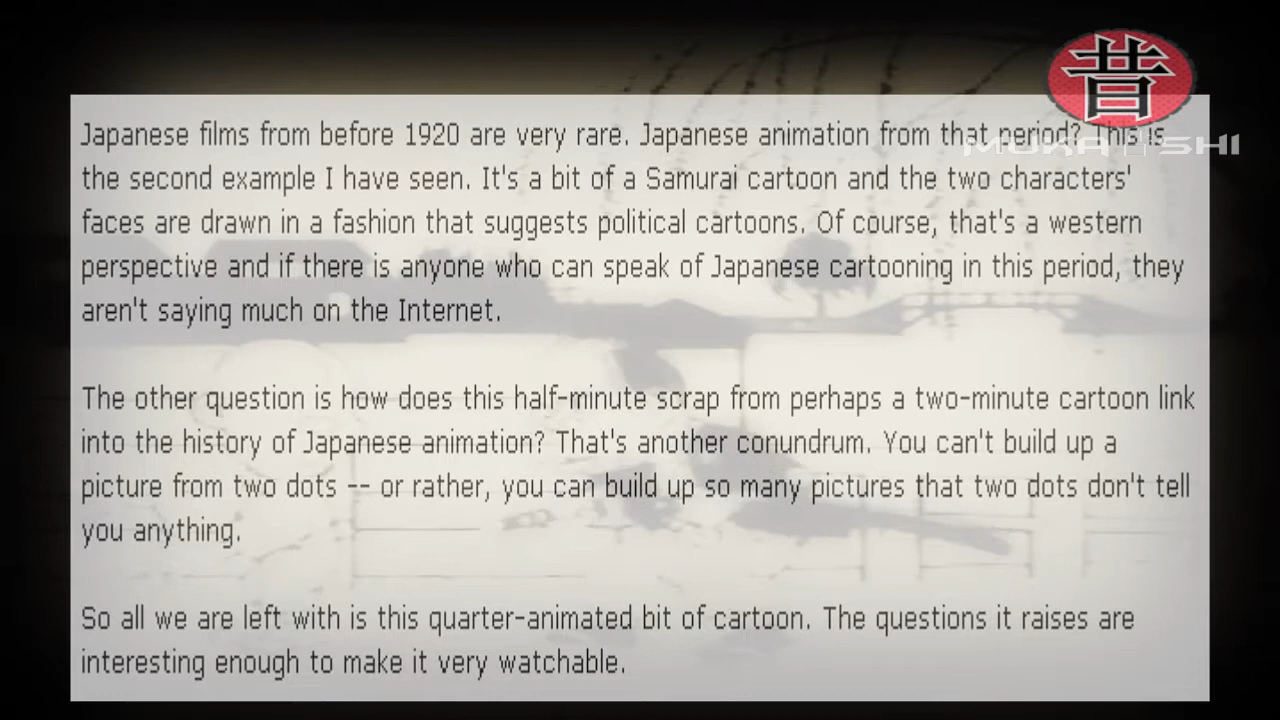 昔
MUKASHI
Japanese films from before 1920 are very rare. Japanese animation from that period? This is
the second example I have seen. It's a bit of a Samurai cartoon and the two characters'
faces are drawn in a fashion that suggests political cartoons. Of course, that's a western
perspective and if there is anyone who can speak of Japanese cartooning in this period, they
aren't saying much on the Internet.
The other question is how does this half-minute scrap from perhaps a two-minute cartoon link
into the history of Japanese animation? That's another conundrum. You can't build up a
picture from two dots -- or rather, you can build up so many pictures that two dots don't tell
you anything.
So all we are left with is this quarter-animated bit of cartoon. The questions it raises are
interesting enough to make it very watchable.